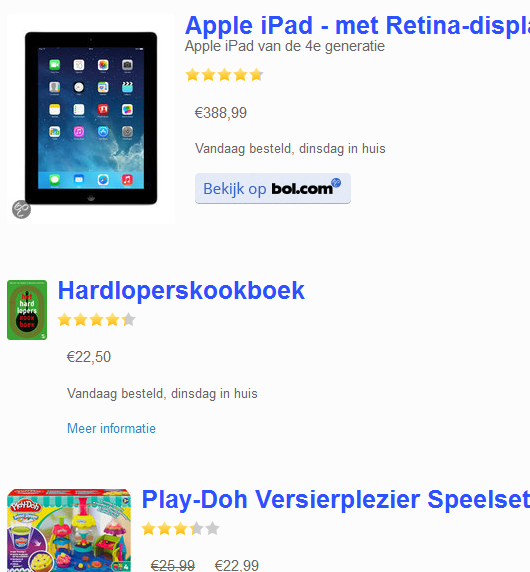 Apple iPad - met Retina-displa
Apple iPad van de 4e generatie
€388,99
Vandaag besteld, dinsdag in huis
Bekijk op bol.com
Hardloperskookboek
hard
lopers
kook
boek
€22,50
Vandaag besteld, dinsdag in huis
Meer informatie
Play-Doh Versierplezier Speelset
Play-Doh
€25,99 €22,99